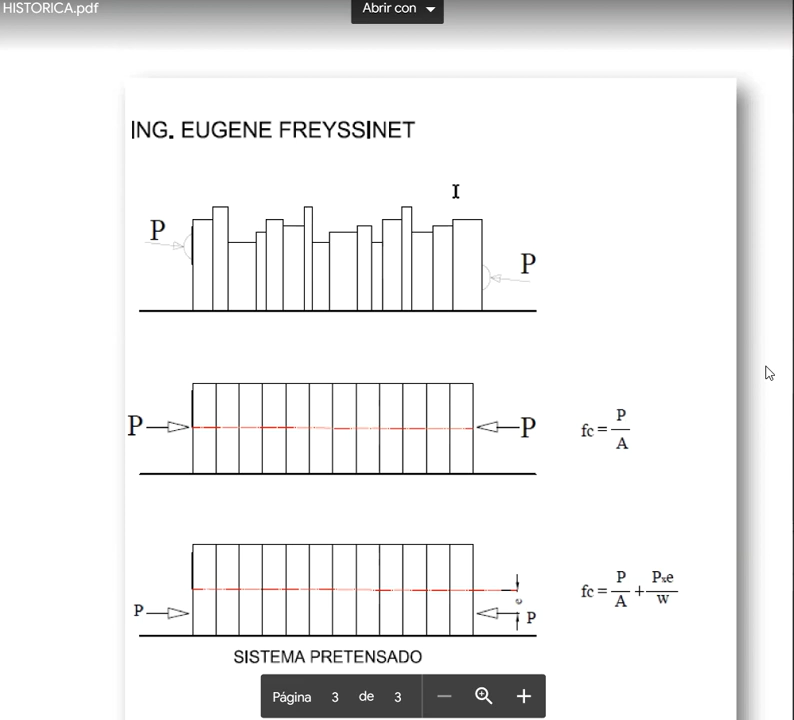 HISTORICA.pdf
Abrir con
ING. EUGENE FREYSSINET
P
P
P
P
fc = P/A
P
e
P
fc = P/A + Pxe/W
SISTEMA PRETENSADO
Página 3 de 3